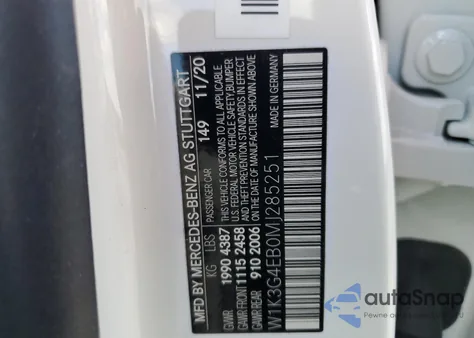 MFD BY MERCEDES-BENZ AG STUTTGART
PASSENGER CAR 149 11/20
KG LBS
GVWR 1990 4387
GAWR FRONT 1115 2458
GAWR REAR 910 2006
THIS VEHICLE CONFORMS TO ALL APPLICABLE
U.S. FEDERAL MOTOR VEHICLE SAFETY, BUMPER
AND THEFT PREVENTION STANDARDS IN EFFECT
ON THE DATE OF MANUFACTURE SHOWN ABOVE
W1K3G4EB0MJ285251
MADE IN GERMANY
autoSnap
Pewne auto